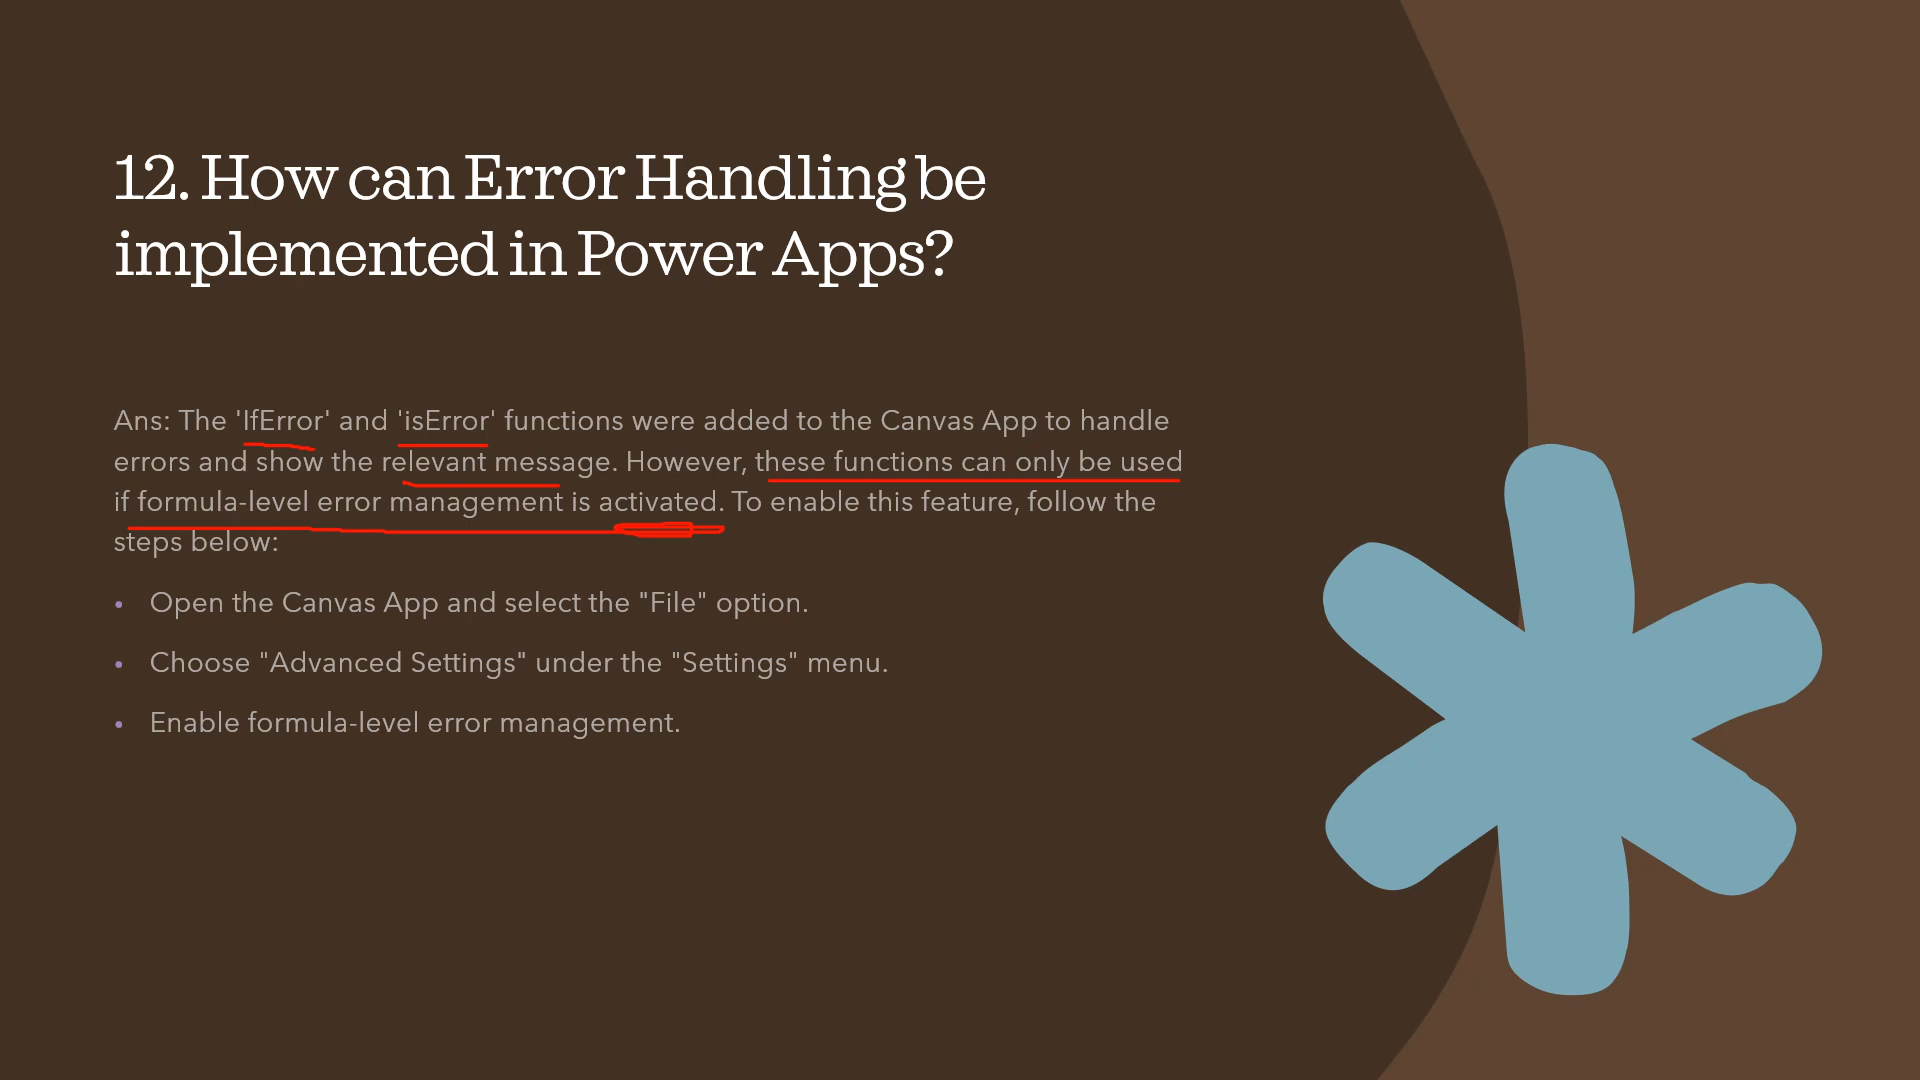 12. How can Error Handling be
implemented in Power Apps?
Ans: The 'IfError' and 'isError' functions were added to the Canvas App to handle
errors and show the relevant message. However, these functions can only be used
if formula-level error management is activated. To enable this feature, follow the
steps below:
• Open the Canvas App and select the "File" option.
• Choose "Advanced Settings" under the "Settings" menu.
• Enable formula-level error management.